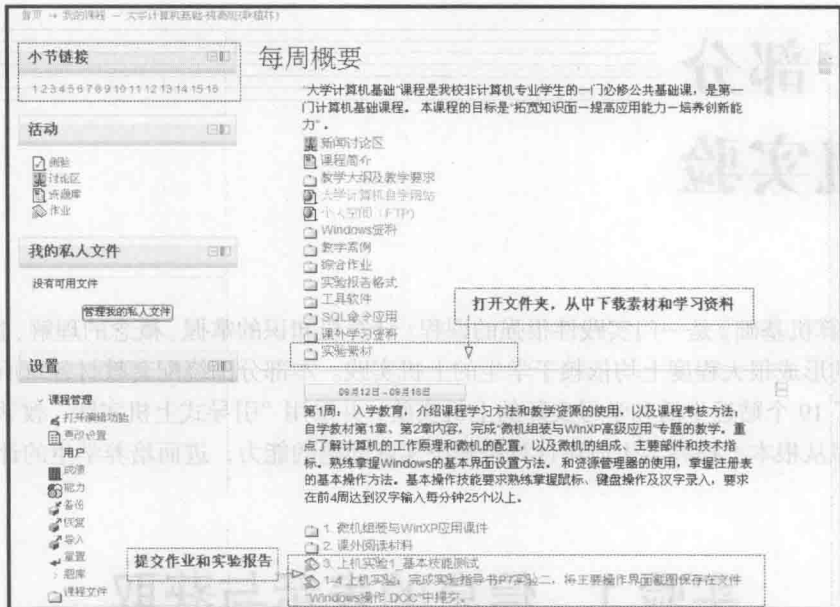 首页 → 我的课程 → 大学计算机基础
小节链接
1 2 3 4 5 6 7 8 9 10 11 12 13 14 15 16
活动
测验
讨论区
资源库
作业
我的私人文件
没有可用文件
管理我的私人文件
设置
课程管理
打开编辑功能
更改设置
用户
成绩
能力
备份
恢复
导入
重置
题库
课程文件
每周概要
"大学计算机基础"课程是我校非计算机专业学生的一门必修公共基础课，是第一
门计算机基础课程。 本课程的目标是"拓宽知识面－提高应用能力－培养创新能
力"。
新闻讨论区
课程简介
教学大纲及教学要求
大学计算机自学网站
个人空间（FTP）
Windows资料
教学案例
综合作业
实验报告格式
工具软件
SQL命令应用
课外学习资料
实验素材
打开文件夹，从中下载素材和学习资料
09月12日 - 09月18日
第1周， 入学教育，介绍课程学习方法和教学资源的使用，以及课程考核方法，
自学教材第1章、第2章内容，完成"微机组装与WinXP高级应用"专题的教学。重
点了解计算机的工作原理和微机的配置，以及微机的组成、主要部件和技术指
标。熟练掌握Windows的基本界面设置方法。 和资源管理器的使用，掌握注册表
的基本操作方法。基本操作技能要求熟练掌握鼠标、键盘操作及汉字录入，要求
在前4周达到汉字输入每分钟25个以上。
1. 微机组装与WinXP应用课件
2. 课外阅读材料
3. 上机实验1_基本技能测试
1-4 上机实验，完成实验指导书P7实验二，将主要操作界面截图保存在文件
"Windows操作.DOC"中提交。
提交作业和实验报告